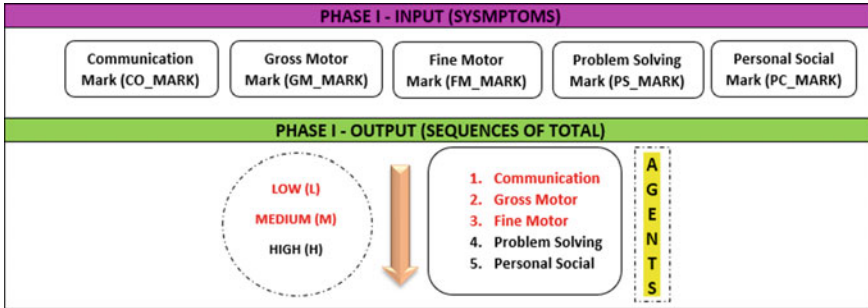 PHASE I - INPUT (SYSMPTOMS)
Communication
Mark (CO_MARK)
Gross Motor
Mark (GM_MARK)
Fine Motor
Mark (FM_MARK)
Problem Solving
Mark (PS_MARK)
Personal Social
Mark (PC_MARK)
PHASE I - OUTPUT (SEQUENCES OF TOTAL)
LOW (L)
MEDIUM (M)
HIGH (H)
1. Communication
2. Gross Motor
3. Fine Motor
4. Problem Solving
5. Personal Social
A
G
E
N
T
S